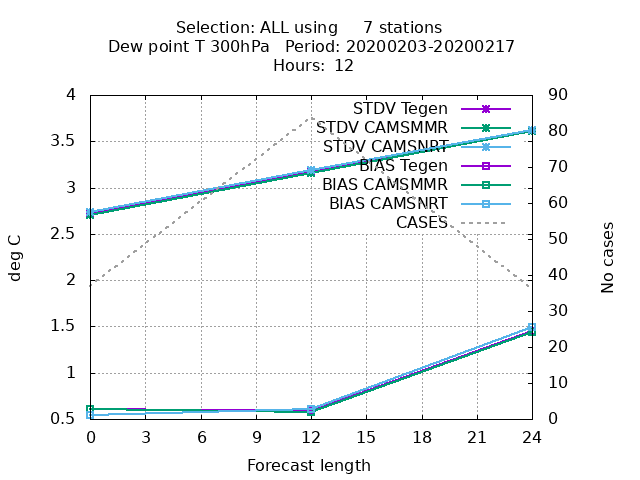 Selection: ALL using     7 stations
Dew point T 300hPa   Period: 20200203-20200217
Hours: 12
deg C
4
3.5
3
2.5
2
1.5
1
0.5
90
80
70
60
50
40
30
20
10
0
No cases
STDV Tegen
STDV CAMSMMR
STDV CAMSNRT
BIAS Tegen
BIAS CAMSMMR
BIAS CAMSNRT
CASES
0 3 6 9 12 15 18 21 24
Forecast length